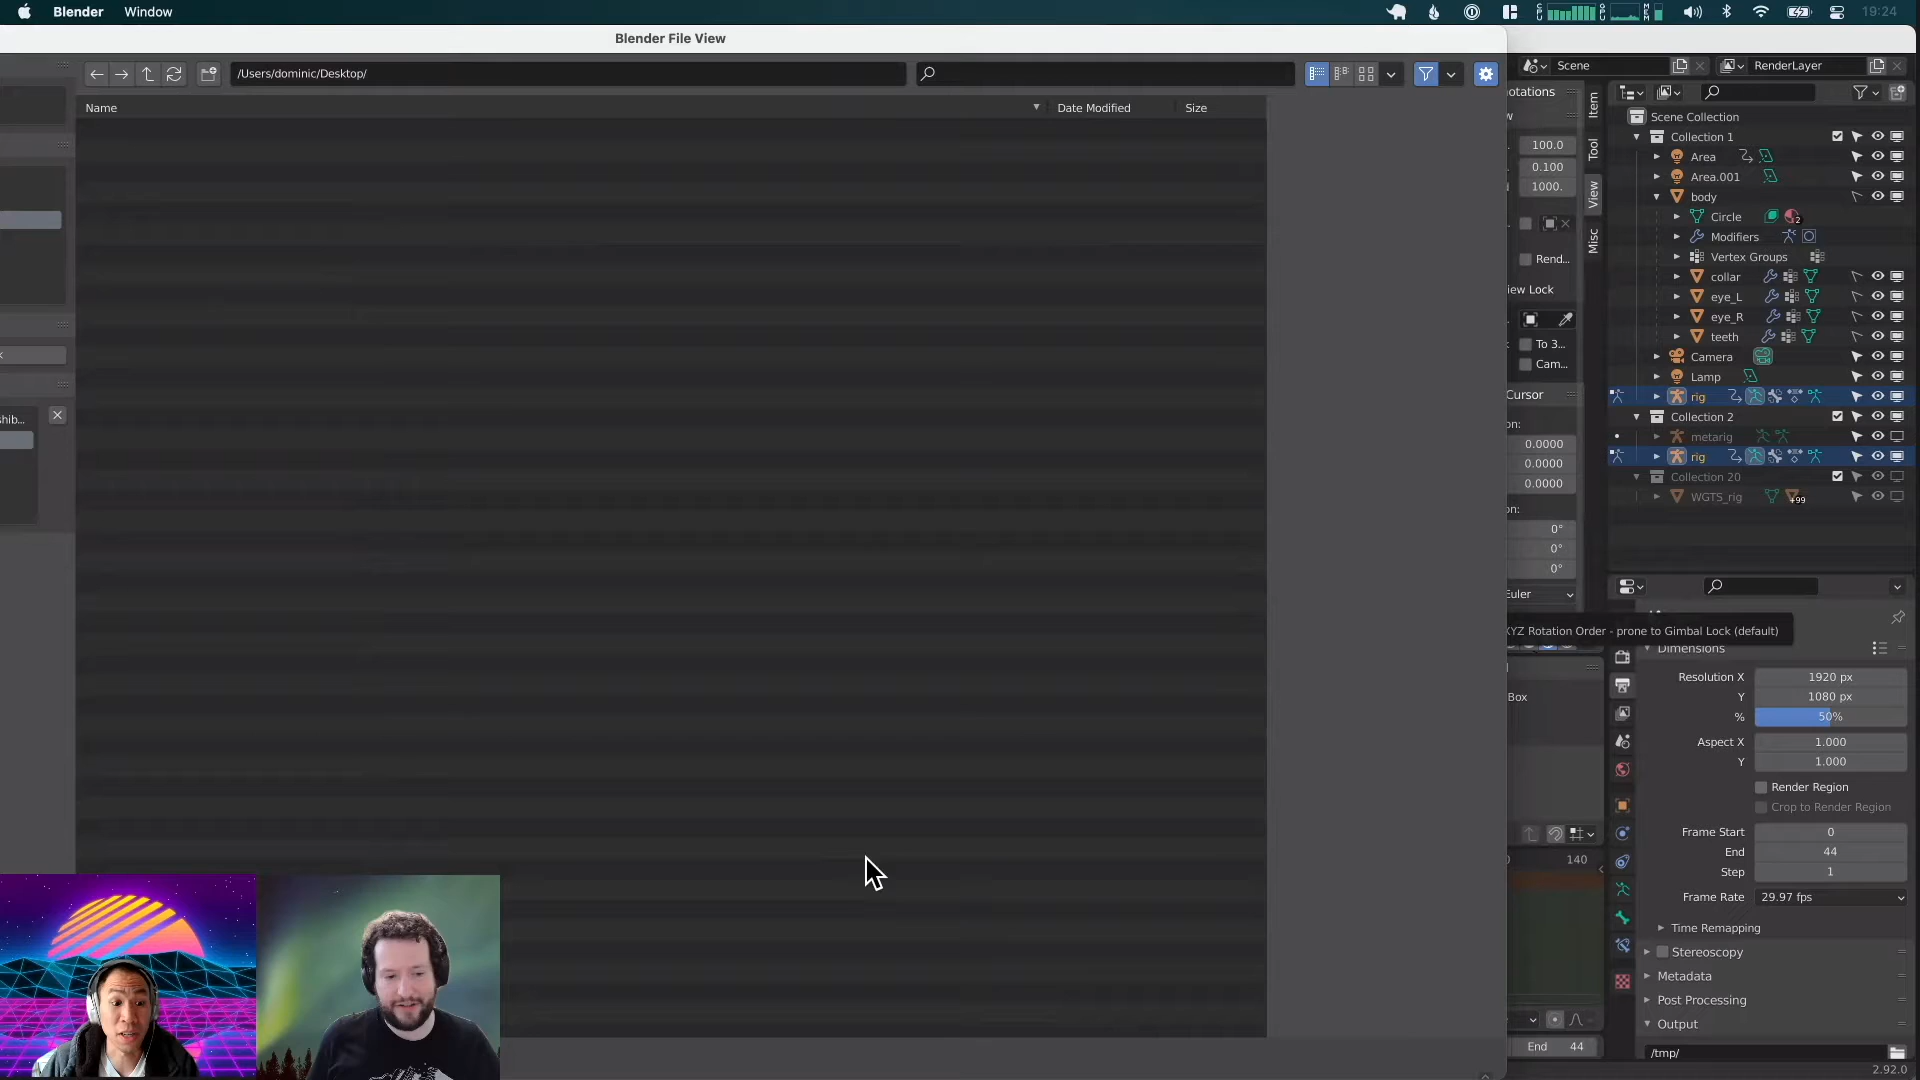 Blender Window 19:24
Blender File View
/Users/dominic/Desktop/
Scene RenderLayer
Name Date Modified Size
otations
100.0
0.100
1000.
Rend...
iew Lock
To 3...
Cam...
Cursor
on:
0.0000
0.0000
0.0000
on:
0°
0°
0°
Euler
Item
Tool
View
Misc
Scene Collection
Collection 1
Area
Area.001
body
Circle 2
Modifiers
Vertex Groups
collar
eye_L
eye_R
teeth
Camera
Lamp
rig
Collection 2
metarig
rig
Collection 20
WGTS_rig +99
hib...
XYZ Rotation Order - prone to Gimbal Lock (default)
Box
140
End 44
Dimensions
Resolution X 1920 px
Y 1080 px
% 50%
Aspect X 1.000
Y 1.000
Render Region
Crop to Render Region
Frame Start 0
End 44
Step 1
Frame Rate 29.97 fps
Time Remapping
Stereoscopy
Metadata
Post Processing
Output
/tmp/
2.92.0